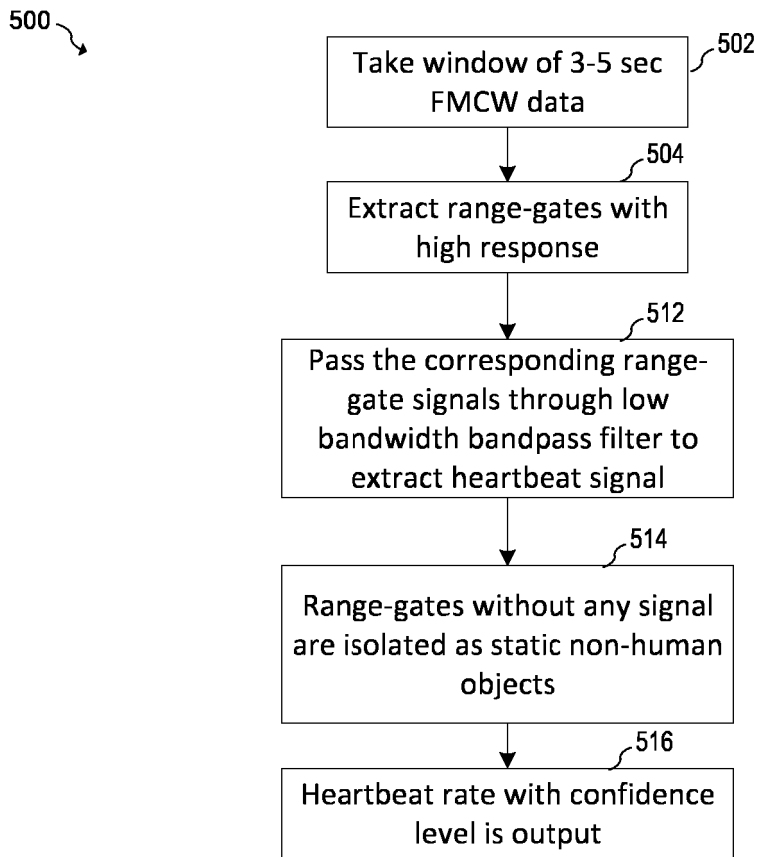 500
502
Take window of 3-5 sec
FMCW data
504
Extract range-gates with
high response
512
Pass the corresponding range-
gate signals through low
bandwidth bandpass filter to
extract heartbeat signal
514
Range-gates without any signal
are isolated as static non-human
objects
516
Heartbeat rate with confidence
level is output